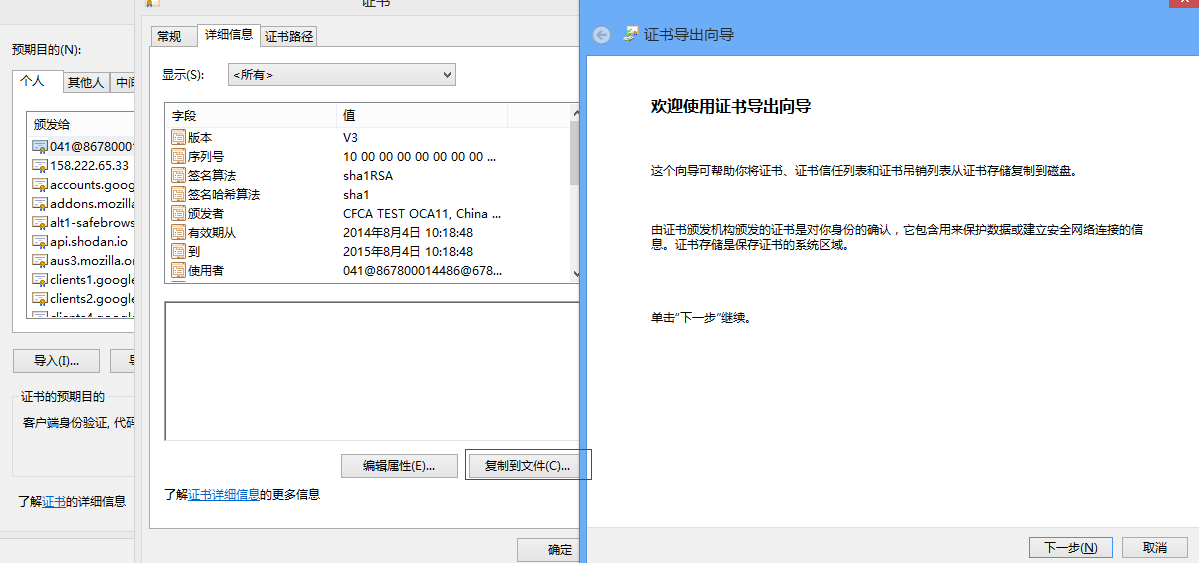 预期目的(N):
个人
其他人
中间
颁发给
041@8678000
158.222.65.33
accounts.goog
addons.mozilla
alt1-safebrows
api.shodan.io
aus3.mozilla.o
clients1.google
clients2.google
clients4.google
导入(I)...
证书的预期目的
客户端身份验证, 代码
了解证书的详细信息
证书
常规
详细信息
证书路径
显示(S):
<所有>
字段 值
版本 V3
序列号 10 00 00 00 00 00 00 00 ...
签名算法 sha1RSA
签名哈希算法 sha1
颁发者 CFCA TEST OCA11, China ...
有效期从 2014年8月4日 10:18:48
到 2015年8月4日 10:18:48
使用者 041@867800014486@678...
编辑属性(E)...
复制到文件(C)...
了解证书详细信息的更多信息
确定
证书导出向导
欢迎使用证书导出向导
这个向导可帮助你将证书、证书信任列表和证书吊销列表从证书存储复制到磁盘。
由证书颁发机构颁发的证书是对你身份的确认，它包含用来保护数据或建立安全网络连接的信
息。证书存储是保存证书的系统区域。
单击“下一步”继续。
下一步(N)
取消